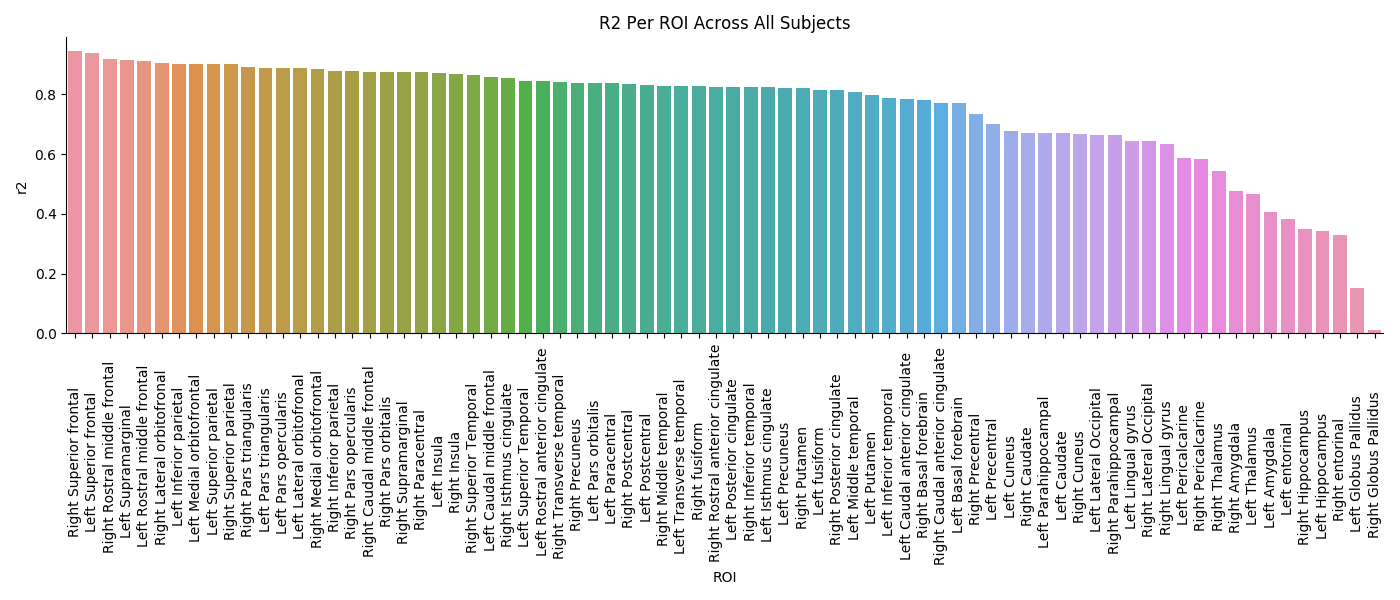 R2 Per ROI Across All Subjects
r2
0.8
0.6
0.4
0.2
0.0
Right Superior frontal
Left Superior frontal
Right Rostral middle frontal
Left Supramarginal
Left Rostral middle frontal
Right Lateral orbitofronal
Left Inferior parietal
Left Medial orbitofrontal
Left Superior parietal
Right Superior parietal
Right Pars triangularis
Left Pars triangularis
Left Pars opercularis
Left Lateral orbitofronal
Right Medial orbitofrontal
Right Inferior parietal
Right Pars opercularis
Right Caudal middle frontal
Right Pars orbitalis
Right Supramarginal
Right Paracentral
Left Insula
Right Insula
Right Superior Temporal
Left Caudal middle frontal
Right Isthmus cingulate
Left Superior Temporal
Left Rostral anterior cingulate
Right Transverse temporal
Right Precuneus
Left Pars orbitalis
Left Paracentral
Right Postcentral
Left Postcentral
Right Middle temporal
Left Transverse temporal
Right fusiform
Right Rostral anterior cingulate
Left Posterior cingulate
Right Inferior temporal
Left Isthmus cingulate
Left Precuneus
Right Putamen
Left fusiform
Right Posterior cingulate
Left Middle temporal
Left Putamen
Left Inferior temporal
Left Caudal anterior cingulate
Right Basal forebrain
Right Caudal anterior cingulate
Left Basal forebrain
Right Precentral
Left Precentral
Left Cuneus
Right Caudate
Left Parahippocampal
Left Caudate
Right Cuneus
Left Lateral Occipital
Right Parahippocampal
Left Lingual gyrus
Right Lateral Occipital
Right Lingual gyrus
Left Pericalcarine
Right Pericalcarine
Right Thalamus
Right Amygdala
Left Thalamus
Left Amygdala
Left entorinal
Right Hippocampus
Left Hippocampus
Right entorinal
Left Globus Pallidus
Right Globus Pallidus
ROI